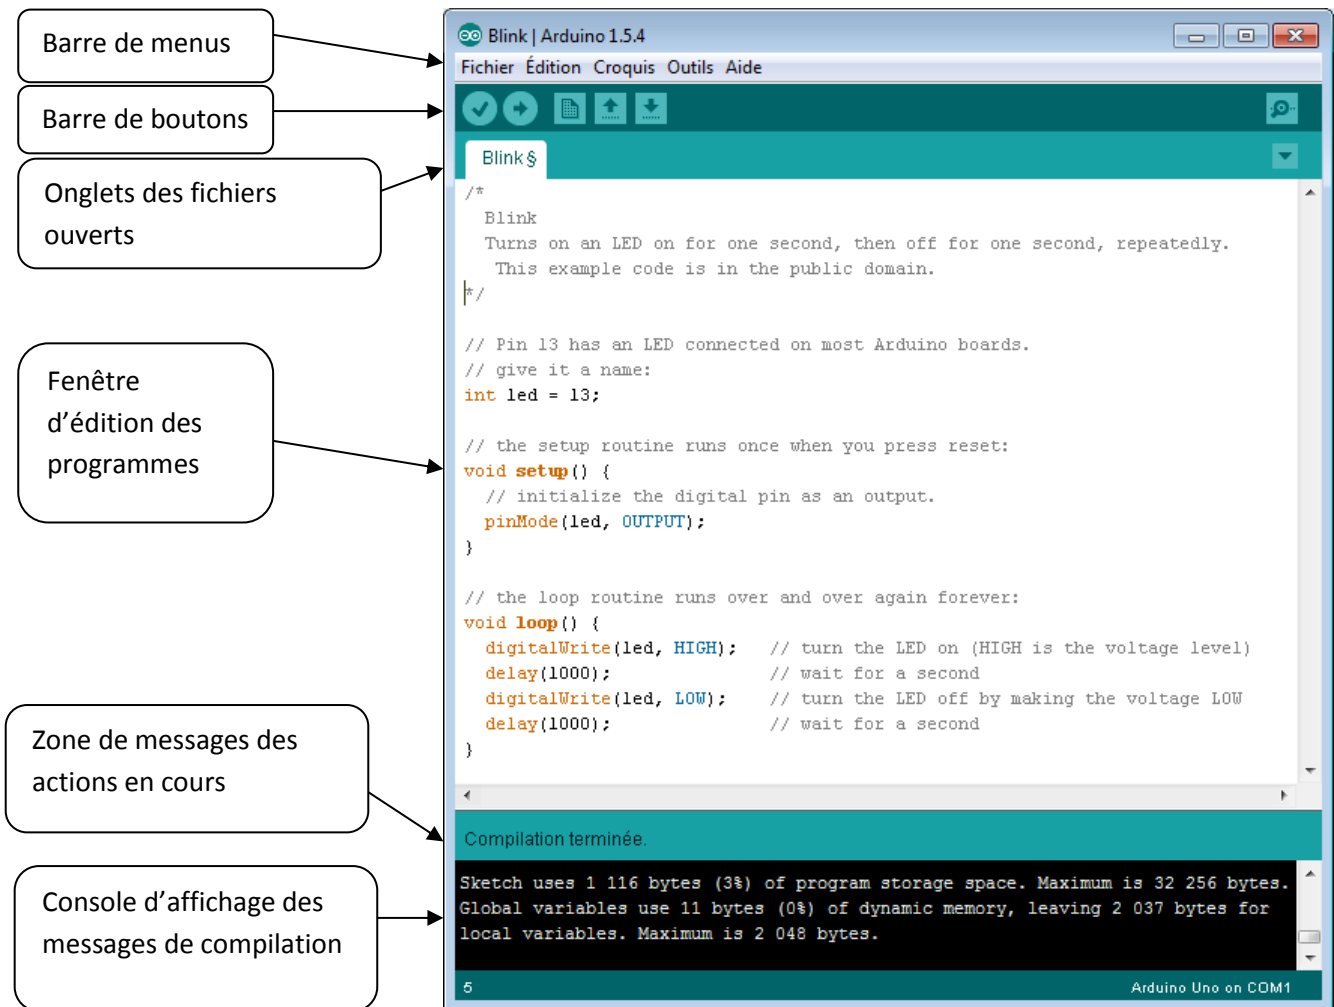 Barre de menus
Barre de boutons
Onglets des fichiers
ouverts
Fenêtre
d’édition des
programmes
Zone de messages des
actions en cours
Console d’affichage des
messages de compilation
Blink | Arduino 1.5.4
Fichier Édition Croquis Outils Aide
Blink §
/*
  Blink
  Turns on an LED on for one second, then off for one second, repeatedly.
   This example code is in the public domain.
*/
// Pin 13 has an LED connected on most Arduino boards.
// give it a name:
int led = 13;
// the setup routine runs once when you press reset:
void setup() {
  // initialize the digital pin as an output.
  pinMode(led, OUTPUT);
}
// the loop routine runs over and over again forever:
void loop() {
  digitalWrite(led, HIGH);   // turn the LED on (HIGH is the voltage level)
  delay(1000);               // wait for a second
  digitalWrite(led, LOW);    // turn the LED off by making the voltage LOW
  delay(1000);               // wait for a second
}
Compilation terminée.
Sketch uses 1 116 bytes (3%) of program storage space. Maximum is 32 256 bytes.
Global variables use 11 bytes (0%) of dynamic memory, leaving 2 037 bytes for
local variables. Maximum is 2 048 bytes.
5 Arduino Uno on COM1